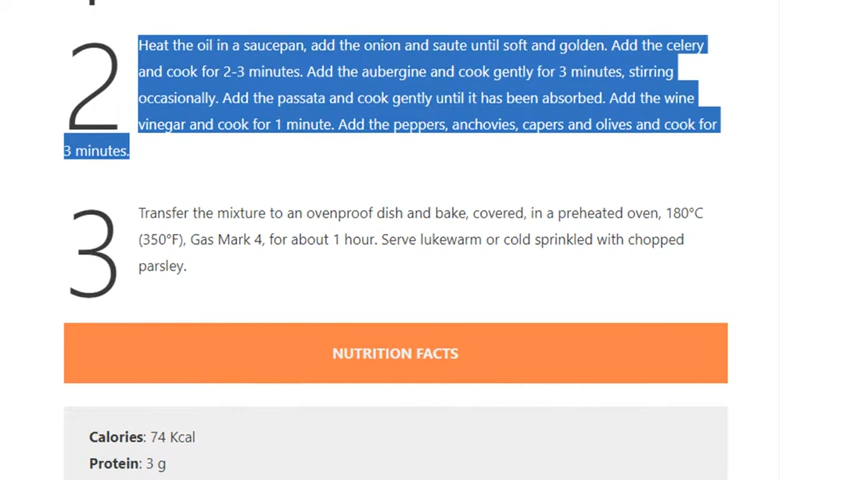 2
Heat the oil in a saucepan, add the onion and saute until soft and golden. Add the celery
and cook for 2-3 minutes. Add the aubergine and cook gently for 3 minutes, stirring
occasionally. Add the passata and cook gently until it has been absorbed. Add the wine
vinegar and cook for 1 minute. Add the peppers, anchovies, capers and olives and cook for
3 minutes.
3
Transfer the mixture to an ovenproof dish and bake, covered, in a preheated oven, 180°C
(350°F), Gas Mark 4, for about 1 hour. Serve lukewarm or cold sprinkled with chopped
parsley.
NUTRITION FACTS
Calories: 74 Kcal
Protein: 3 g